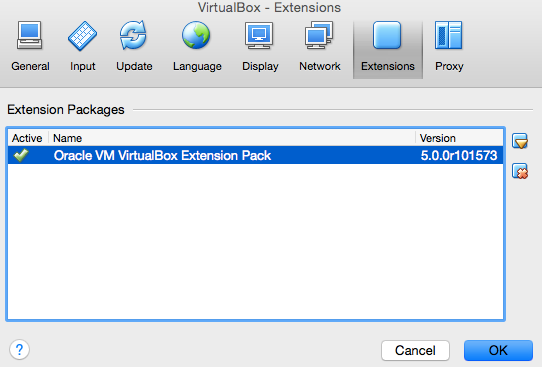 VirtualBox - Extensions
General Input Update Language Display Network Extensions Proxy
Extension Packages
Active Name Version
Oracle VM VirtualBox Extension Pack 5.0.0r101573
? Cancel OK